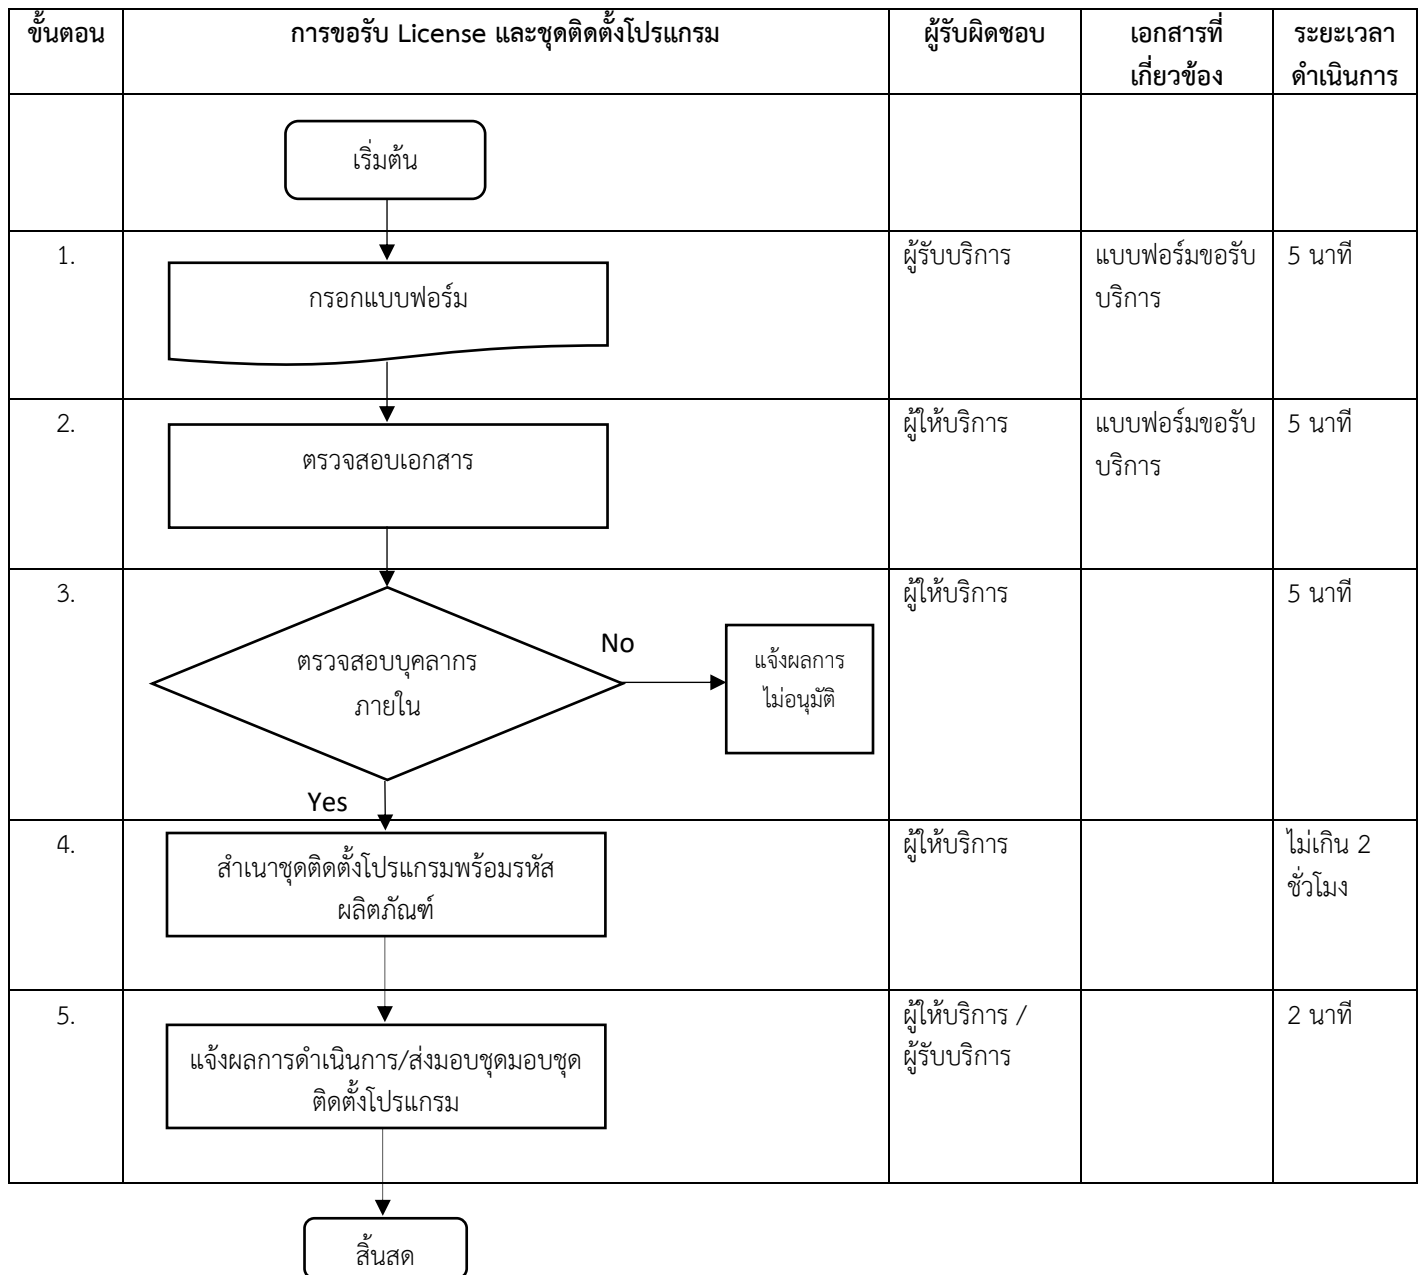 ขั้นตอน
การขอรับ License และชุดติดตั้งโปรแกรม
ผู้รับผิดชอบ
เอกสารที่
เกี่ยวข้อง
ระยะเวลา
ดำเนินการ
เริ่มต้น
1.
กรอกแบบฟอร์ม
ผู้รับบริการ
แบบฟอร์มขอรับ
บริการ
5 นาที
2.
ตรวจสอบเอกสาร
ผู้ให้บริการ
แบบฟอร์มขอรับ
บริการ
5 นาที
3.
ตรวจสอบบุคลากร
ภายใน
No
แจ้งผลการ
ไม่อนุมัติ
Yes
ผู้ให้บริการ
5 นาที
4.
สำเนาชุดติดตั้งโปรแกรมพร้อมรหัส
ผลิตภัณฑ์
ผู้ให้บริการ
ไม่เกิน 2
ชั่วโมง
5.
แจ้งผลการดำเนินการ/ส่งมอบชุดมอบชุด
ติดตั้งโปรแกรม
ผู้ให้บริการ /
ผู้รับบริการ
2 นาที
สิ้นสด